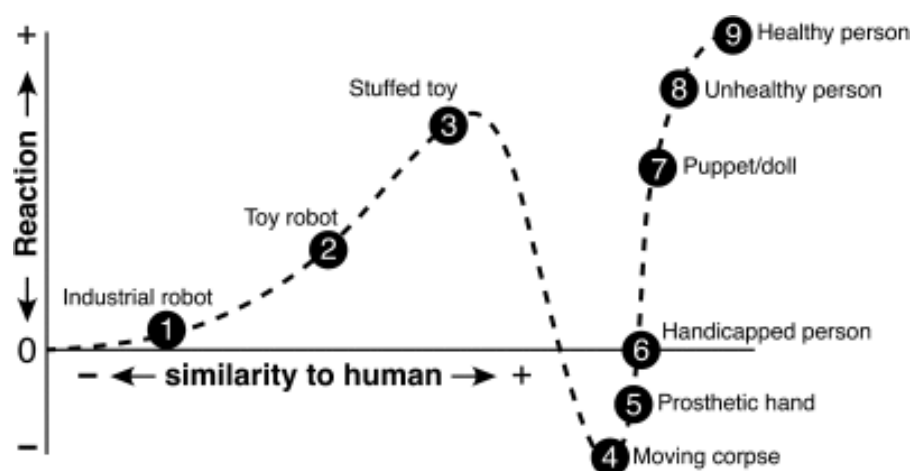 +
9 Healthy person
Stuffed toy
8 Unhealthy person
3
7 Puppet/doll
Reaction
Toy robot
2
Industrial robot
1
Handicapped person
0
6
- similarity to human +
5 Prosthetic hand
-
4 Moving corpse